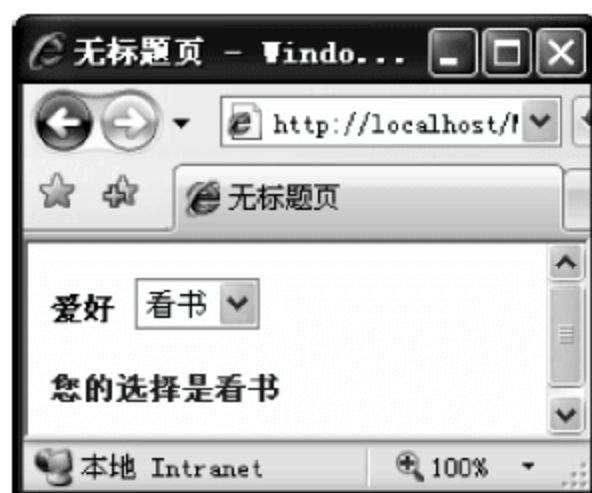 无标题页 - Windo...
http://localhost/
无标题页
爱好 看书
您的选择是看书
本地 Intranet 100%